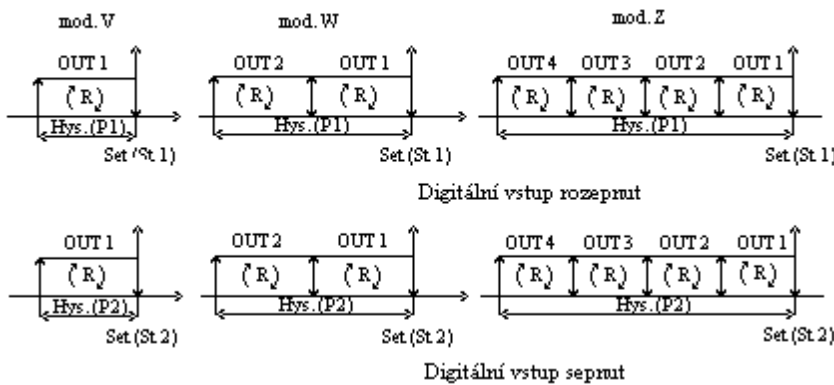 mod. V mod. W mod. Z
OUT 1 OUT 2 OUT 1 OUT 4 OUT 3 OUT 2 OUT 1
(R) (R) (R) (R) (R) (R) (R)
Hys.(P1) Hys.(P1) Hys.(P1)
Set (St.1) Set (St.1) Set (St.1)
Digitální vstup rozepnut
OUT 1 OUT 2 OUT 1 OUT 4 OUT 3 OUT 2 OUT 1
(R) (R) (R) (R) (R) (R) (R)
Hys.(P2) Hys.(P2) Hys.(P2)
Set (St.2) Set (St.2) Set (St.2)
Digitální vstup sepnut